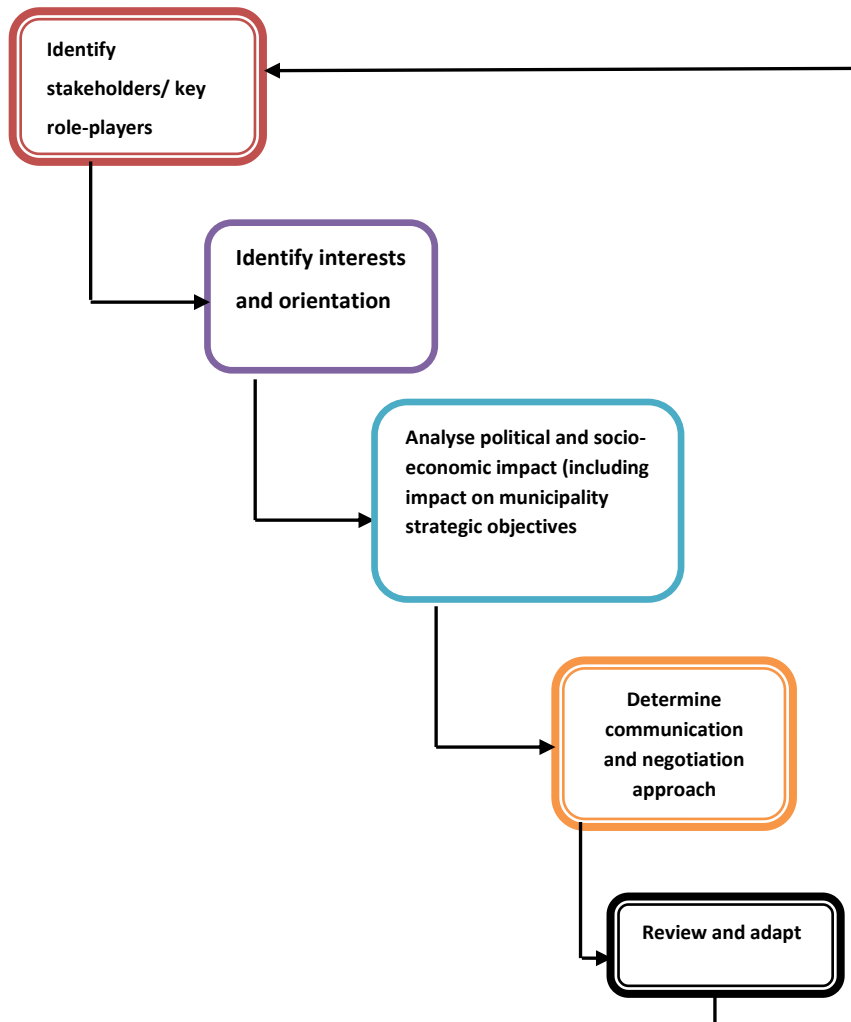 Identify
stakeholders/ key
role-players
Identify interests
and orientation
Analyse political and socio-
economic impact (including
impact on municipality
strategic objectives
Determine
communication
and negotiation
approach
Review and adapt